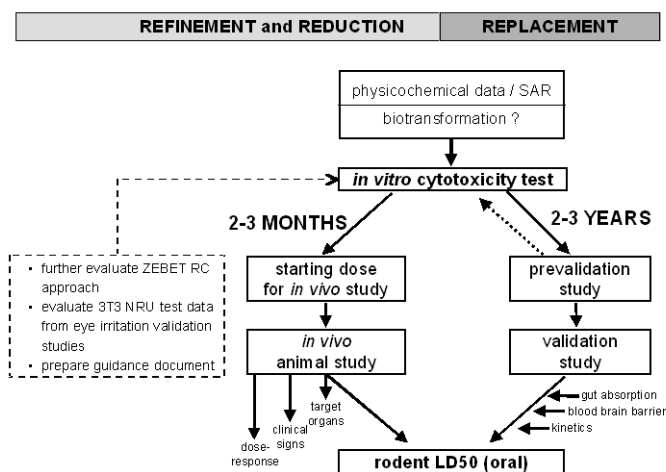 REFINEMENT and REDUCTION
REPLACEMENT
physicochemical data / SAR
biotransformation ?
in vitro cytotoxicity test
2-3 MONTHS
2-3 YEARS
▪ further evaluate ZEBET RC
approach
▪ evaluate 3T3 NRU test data
from eye irritation validation
studies
▪ prepare guidance document
starting dose
for in vivo study
prevalidation
study
in vivo
animal study
validation
study
target
organs
clinical
signs
dose-
response
gut absorption
blood brain barrier
kinetics
rodent LD50 (oral)